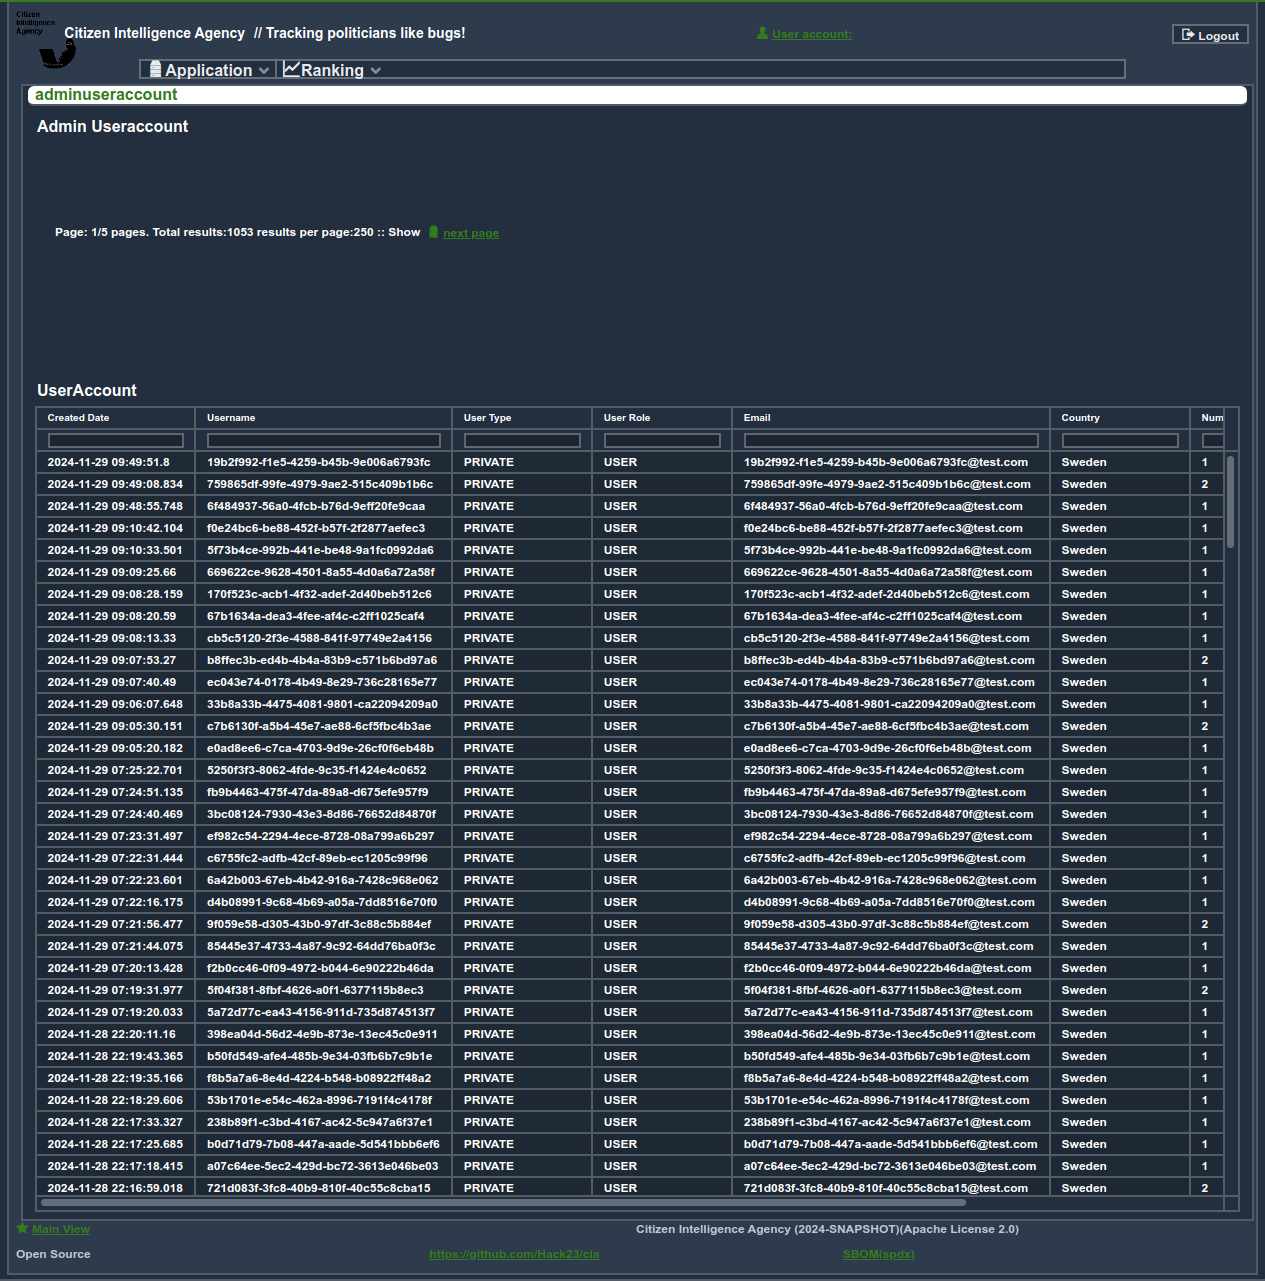 Citizen
Intelligence
Agency
Citizen Intelligence Agency // Tracking politicians like bugs!
User account:
Logout
Application Ranking
adminuseraccount
Admin Useraccount
Page: 1/5 pages. Total results:1053 results per page:250 :: Show next page
UserAccount
Created Date Username User Type User Role Email Country Num
2024-11-29 09:49:51.8 19b2f992-f1e5-4259-b45b-9e006a6793fc PRIVATE USER 19b2f992-f1e5-4259-b45b-9e006a6793fc@test.com Sweden 1
2024-11-29 09:49:08.834 759865df-99fe-4979-9ae2-515c409b1b6c PRIVATE USER 759865df-99fe-4979-9ae2-515c409b1b6c@test.com Sweden 2
2024-11-29 09:48:55.748 6f484937-56a0-4fcb-b76d-9eff20fe9caa PRIVATE USER 6f484937-56a0-4fcb-b76d-9eff20fe9caa@test.com Sweden 1
2024-11-29 09:10:42.104 f0e24bc6-be88-452f-b57f-2f2877aefec3 PRIVATE USER f0e24bc6-be88-452f-b57f-2f2877aefec3@test.com Sweden 1
2024-11-29 09:10:33.501 5f73b4ce-992b-441e-be48-9a1fc0992da6 PRIVATE USER 5f73b4ce-992b-441e-be48-9a1fc0992da6@test.com Sweden 1
2024-11-29 09:09:25.66 669622ce-9628-4501-8a55-4d0a6a72a58f PRIVATE USER 669622ce-9628-4501-8a55-4d0a6a72a58f@test.com Sweden 1
2024-11-29 09:08:28.159 170f523c-acb1-4f32-adef-2d40beb512c6 PRIVATE USER 170f523c-acb1-4f32-adef-2d40beb512c6@test.com Sweden 1
2024-11-29 09:08:20.59 67b1634a-dea3-4fee-af4c-c2ff1025caf4 PRIVATE USER 67b1634a-dea3-4fee-af4c-c2ff1025caf4@test.com Sweden 1
2024-11-29 09:08:13.33 cb5c5120-2f3e-4588-841f-97749e2a4156 PRIVATE USER cb5c5120-2f3e-4588-841f-97749e2a4156@test.com Sweden 1
2024-11-29 09:07:53.27 b8ffec3b-ed4b-4b4a-83b9-c571b6bd97a6 PRIVATE USER b8ffec3b-ed4b-4b4a-83b9-c571b6bd97a6@test.com Sweden 2
2024-11-29 09:07:40.49 ec043e74-0178-4b49-8e29-736c28165e77 PRIVATE USER ec043e74-0178-4b49-8e29-736c28165e77@test.com Sweden 1
2024-11-29 09:06:07.648 33b8a33b-4475-4081-9801-ca22094209a0 PRIVATE USER 33b8a33b-4475-4081-9801-ca22094209a0@test.com Sweden 1
2024-11-29 09:05:30.151 c7b6130f-a5b4-45e7-ae88-6cf5fbc4b3ae PRIVATE USER c7b6130f-a5b4-45e7-ae88-6cf5fbc4b3ae@test.com Sweden 2
2024-11-29 09:05:20.182 e0ad8ee6-c7ca-4703-9d9e-26cf0f6eb48b PRIVATE USER e0ad8ee6-c7ca-4703-9d9e-26cf0f6eb48b@test.com Sweden 1
2024-11-29 07:25:22.701 5250f3f3-8062-4fde-9c35-f1424e4c0652 PRIVATE USER 5250f3f3-8062-4fde-9c35-f1424e4c0652@test.com Sweden 1
2024-11-29 07:24:51.135 fb9b4463-475f-47da-89a8-d675efe957f9 PRIVATE USER fb9b4463-475f-47da-89a8-d675efe957f9@test.com Sweden 1
2024-11-29 07:24:40.469 3bc08124-7930-43e3-8d86-76652d84870f PRIVATE USER 3bc08124-7930-43e3-8d86-76652d84870f@test.com Sweden 1
2024-11-29 07:23:31.497 ef982c54-2294-4ece-8728-08a799a6b297 PRIVATE USER ef982c54-2294-4ece-8728-08a799a6b297@test.com Sweden 1
2024-11-29 07:22:31.444 c6755fc2-adfb-42cf-89eb-ec1205c99f96 PRIVATE USER c6755fc2-adfb-42cf-89eb-ec1205c99f96@test.com Sweden 1
2024-11-29 07:22:23.601 6a42b003-67eb-4b42-916a-7428c968e062 PRIVATE USER 6a42b003-67eb-4b42-916a-7428c968e062@test.com Sweden 1
2024-11-29 07:22:16.175 d4b08991-9c68-4b69-a05a-7dd8516e70f0 PRIVATE USER d4b08991-9c68-4b69-a05a-7dd8516e70f0@test.com Sweden 1
2024-11-29 07:21:56.477 9f059e58-d305-43b0-97df-3c88c5b884ef PRIVATE USER 9f059e58-d305-43b0-97df-3c88c5b884ef@test.com Sweden 2
2024-11-29 07:21:44.075 85445e37-4733-4a87-9c92-64dd76ba0f3c PRIVATE USER 85445e37-4733-4a87-9c92-64dd76ba0f3c@test.com Sweden 1
2024-11-29 07:20:13.428 f2b0cc46-0f09-4972-b044-6e90222b46da PRIVATE USER f2b0cc46-0f09-4972-b044-6e90222b46da@test.com Sweden 1
2024-11-29 07:19:31.977 5f04f381-8fbf-4626-a0f1-6377115b8ec3 PRIVATE USER 5f04f381-8fbf-4626-a0f1-6377115b8ec3@test.com Sweden 2
2024-11-29 07:19:20.033 5a72d77c-ea43-4156-911d-735d874513f7 PRIVATE USER 5a72d77c-ea43-4156-911d-735d874513f7@test.com Sweden 1
2024-11-28 22:20:11.16 398ea04d-56d2-4e9b-873e-13ec45c0e911 PRIVATE USER 398ea04d-56d2-4e9b-873e-13ec45c0e911@test.com Sweden 1
2024-11-28 22:19:43.365 b50fd549-afe4-485b-9e34-03fb6b7c9b1e PRIVATE USER b50fd549-afe4-485b-9e34-03fb6b7c9b1e@test.com Sweden 1
2024-11-28 22:19:35.166 f8b5a7a6-8e4d-4224-b548-b08922ff48a2 PRIVATE USER f8b5a7a6-8e4d-4224-b548-b08922ff48a2@test.com Sweden 1
2024-11-28 22:18:29.606 53b1701e-e54c-462a-8996-7191f4c4178f PRIVATE USER 53b1701e-e54c-462a-8996-7191f4c4178f@test.com Sweden 1
2024-11-28 22:17:33.327 238b89f1-c3bd-4167-ac42-5c947a6f37e1 PRIVATE USER 238b89f1-c3bd-4167-ac42-5c947a6f37e1@test.com Sweden 1
2024-11-28 22:17:25.685 b0d71d79-7b08-447a-aade-5d541bbb6ef6 PRIVATE USER b0d71d79-7b08-447a-aade-5d541bbb6ef6@test.com Sweden 1
2024-11-28 22:17:18.415 a07c64ee-5ec2-429d-bc72-3613e046be03 PRIVATE USER a07c64ee-5ec2-429d-bc72-3613e046be03@test.com Sweden 1
2024-11-28 22:16:59.018 721d083f-3fc8-40b9-810f-40c55c8cba15 PRIVATE USER 721d083f-3fc8-40b9-810f-40c55c8cba15@test.com Sweden 2
Main View Citizen Intelligence Agency (2024-SNAPSHOT)(Apache License 2.0)
Open Source https://github.com/Hack23/cia SBOM(spdx)